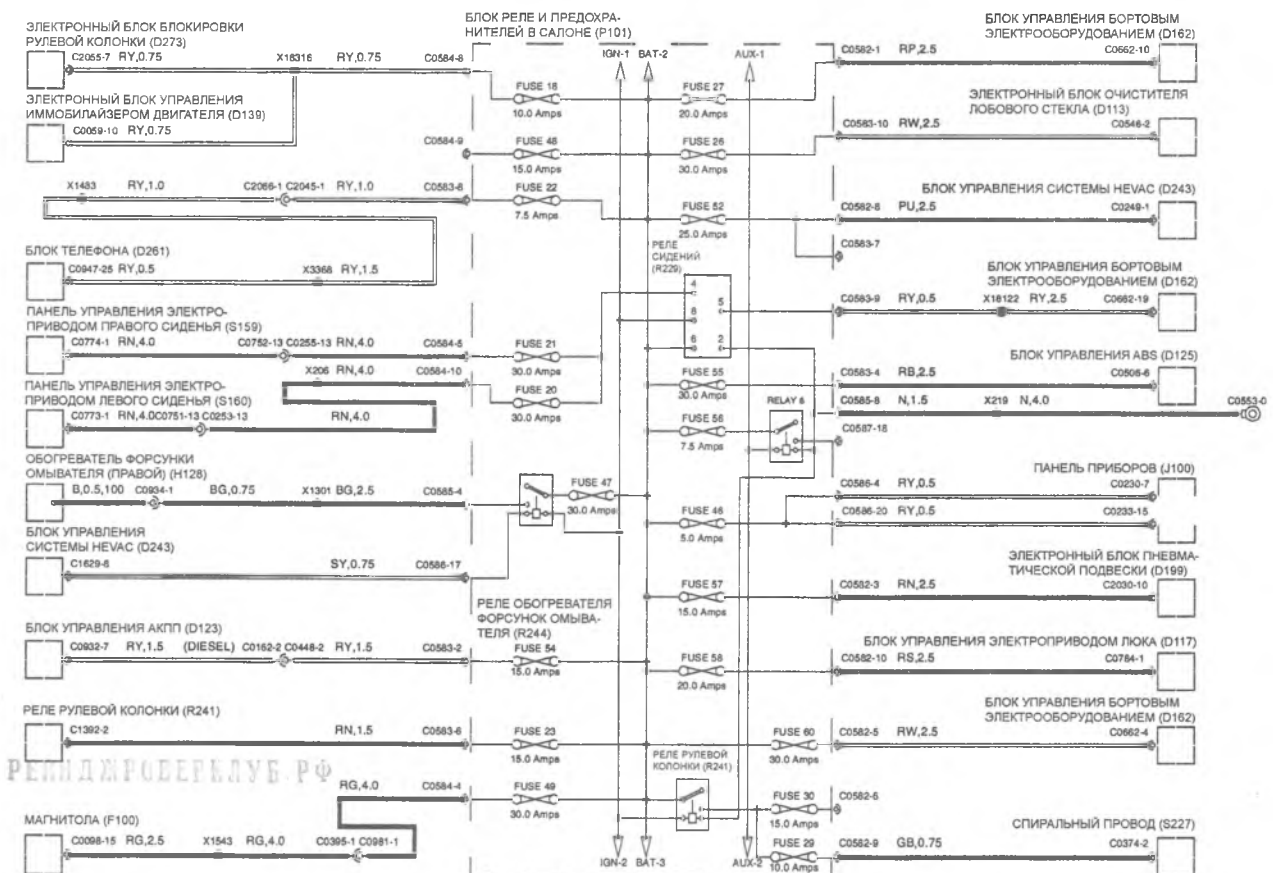 ЭЛЕКТРОННЫЙ БЛОК БЛОКИРОВКИ
РУЛЕВОЙ КОЛОНКИ (D273)
C2055-7 RY,0.75 X18316 RY,0.75 C0584-8
ЭЛЕКТРОННЫЙ БЛОК УПРАВЛЕНИЯ
ИММОБИЛАЙЗЕРОМ ДВИГАТЕЛЯ (D139)
C0059-10 RY,0.75
C0584-9
X1483 RY,1.0 C2066-1 C2045-1 RY,1.0 C0583-8
БЛОК ТЕЛЕФОНА (D261)
C0947-25 RY,0.5 X3368 RY,1.5
ПАНЕЛЬ УПРАВЛЕНИЯ ЭЛЕКТРО-
ПРИВОДОМ ПРАВОГО СИДЕНЬЯ (S159)
C0774-1 RN,4.0 C0752-13 C0255-13 RN,4.0 C0584-5
X206 RN,4.0 C0584-10
ПАНЕЛЬ УПРАВЛЕНИЯ ЭЛЕКТРО-
ПРИВОДОМ ЛЕВОГО СИДЕНЬЯ (S160)
C0773-1 RN,4.0 C0751-13 C0253-13 RN,4.0
ОБОГРЕВАТЕЛЬ ФОРСУНКИ
ОМЫВАТЕЛЯ (ПРАВОЙ) (H128)
B,0.5,100 C0934-1 BG,0.75 X1301 BG,2.5 C0585-4
БЛОК УПРАВЛЕНИЯ
СИСТЕМЫ HEVAC (D243)
C1629-6 SY,0.75 C0586-17
БЛОК УПРАВЛЕНИЯ АКПП (D123)
C0932-7 RY,1.5 (DIESEL) C0162-2 C0448-2 RY,1.5 C0583-2
РЕЛЕ РУЛЕВОЙ КОЛОНКИ (R241)
C1392-2 RN,1.5 C0583-6
РЕНДЖРОВЕРКЛУБ.РФ
RG,4.0 C0584-4
МАГНИТОЛА (F100)
C0098-15 RG,2.5 X1543 RG,4.0 C0395-1 C0981-1
БЛОК РЕЛЕ И ПРЕДОХРА-
НИТЕЛЕЙ В САЛОНЕ (P101)
IGN-1 BAT-2 AUX-1
FUSE 18
10.0 Amps
FUSE 27
20.0 Amps
FUSE 48
15.0 Amps
FUSE 26
30.0 Amps
FUSE 22
7.5 Amps
FUSE 52
25.0 Amps
РЕЛЕ
СИДЕНИЙ
(R229)
4
5
8
6 2
FUSE 21
30.0 Amps
FUSE 20
30.0 Amps
FUSE 55
30.0 Amps
FUSE 56
7.5 Amps
RELAY 6
FUSE 47
30.0 Amps
FUSE 46
5.0 Amps
FUSE 57
15.0 Amps
РЕЛЕ ОБОГРЕВАТЕЛЯ
ФОРСУНОК ОМЫВА-
ТЕЛЯ (R244)
FUSE 54
15.0 Amps
FUSE 58
20.0 Amps
FUSE 23
15.0 Amps
FUSE 60
30.0 Amps
РЕЛЕ РУЛЕВОЙ
КОЛОНКИ (R241)
FUSE 49
30.0 Amps
FUSE 30
15.0 Amps
FUSE 29
10.0 Amps
IGN-2 BAT-3 AUX-2
БЛОК УПРАВЛЕНИЯ БОРТОВЫМ
ЭЛЕКТРООБОРУДОВАНИЕМ (D162)
C0582-1 RP,2.5 C0662-10
ЭЛЕКТРОННЫЙ БЛОК ОЧИСТИТЕЛЯ
ЛОБОВОГО СТЕКЛА (D113)
C0583-10 RW,2.5 C0546-2
БЛОК УПРАВЛЕНИЯ СИСТЕМЫ HEVAC (D243)
C0582-8 PU,2.5 C0249-1
C0583-7
БЛОК УПРАВЛЕНИЯ БОРТОВЫМ
ЭЛЕКТРООБОРУДОВАНИЕМ (D162)
C0583-9 RY,0.5 X18122 RY,2.5 C0662-19
БЛОК УПРАВЛЕНИЯ ABS (D125)
C0583-4 RB,2.5 C0506-6
C0585-8 N,1.5 X219 N,4.0 C0553-0
C0587-18
ПАНЕЛЬ ПРИБОРОВ (J100)
C0586-4 RY,0.5 C0230-7
C0586-20 RY,0.5 C0233-15
ЭЛЕКТРОННЫЙ БЛОК ПНЕВМА-
ТИЧЕСКОЙ ПОДВЕСКИ (D199)
C0582-3 RN,2.5 C2030-10
БЛОК УПРАВЛЕНИЯ ЭЛЕКТРОПРИВОДОМ ЛЮКА (D117)
C0582-10 RS,2.5 C0784-1
БЛОК УПРАВЛЕНИЯ БОРТОВЫМ
ЭЛЕКТРООБОРУДОВАНИЕМ (D162)
C0582-5 RW,2.5 C0662-4
C0582-6
СПИРАЛЬНЫЙ ПРОВОД (S227)
C0582-9 GB,0.75 C0374-2